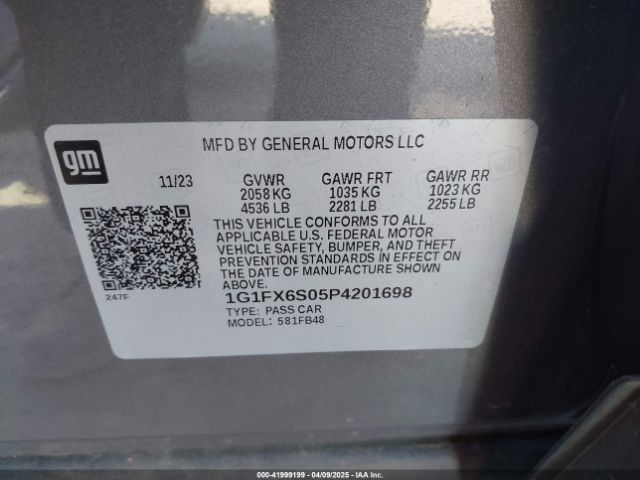 gm
MFD BY GENERAL MOTORS LLC
11/23 GVWR GAWR FRT GAWR RR
2058 KG 1035 KG 1023 KG
4536 LB 2281 LB 2255 LB
THIS VEHICLE CONFORMS TO ALL
APPLICABLE U.S. FEDERAL MOTOR
VEHICLE SAFETY, BUMPER, AND THEFT
PREVENTION STANDARDS IN EFFECT ON
THE DATE OF MANUFACTURE SHOWN
ABOVE.
247F
1G1FX6S05P4201698
TYPE: PASS CAR
MODEL: 581FB48
000-41999199 04/09/2025 IAAI.COM